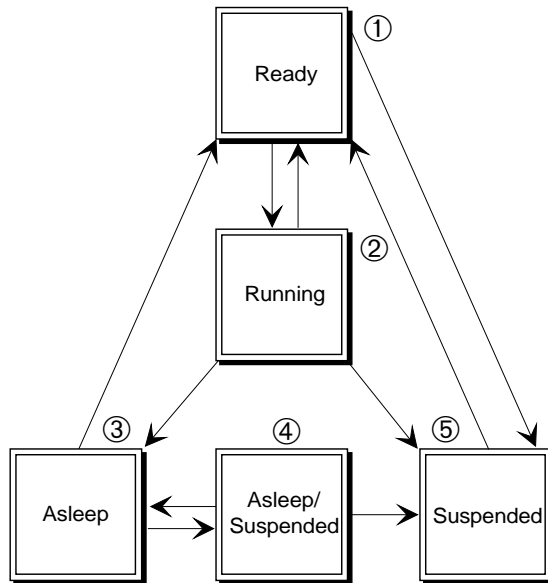 ①
Ready
②
Running
③
④
⑤
Asleep
Asleep/
Suspended
Suspended